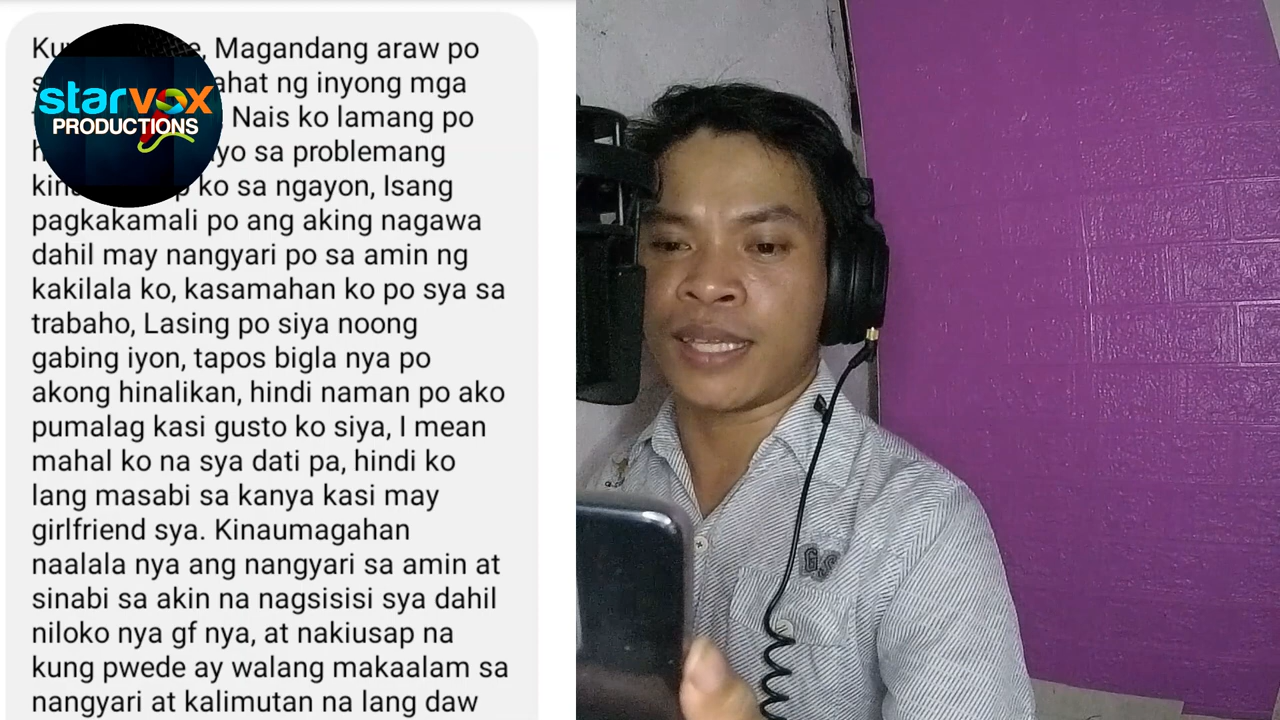 Magandang araw po
ng inyong mga
starvox
PRODUCTIONS
Nais ko lamang po
sa problemang
ko sa ngayon, Isang
pagkakamali po ang aking nagawa
dahil may nangyari po sa amin ng
kakilala ko, kasamahan ko po sya sa
trabaho, Lasing po siya noong
gabing iyon, tapos bigla nya po
akong hinalikan, hindi naman po ako
pumalag kasi gusto ko siya, I mean
mahal ko na sya dati pa, hindi ko
lang masabi sa kanya kasi may
girlfriend sya. Kinaumagahan
naalala nya ang nangyari sa amin at
sinabi sa akin na nagsisisi sya dahil
niloko nya gf nya, at nakiusap na
kung pwede ay walang makaalam sa
nangyari at kalimutan na lang daw
GS